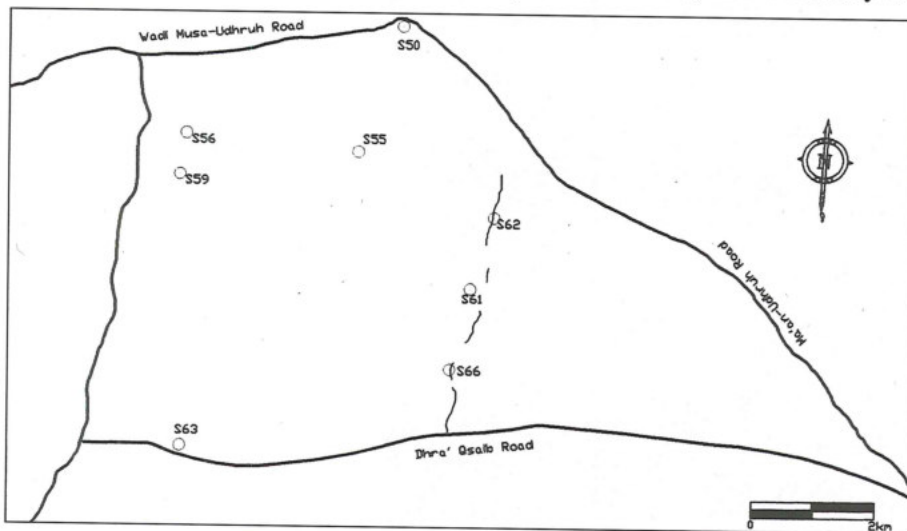 Wadi Musa-Udhruh Road
S50
S56
S55
S59
N
S62
Ma'an-Udhruh Road
S61
S66
S63
Dhra' Qsaib Road
0
2km